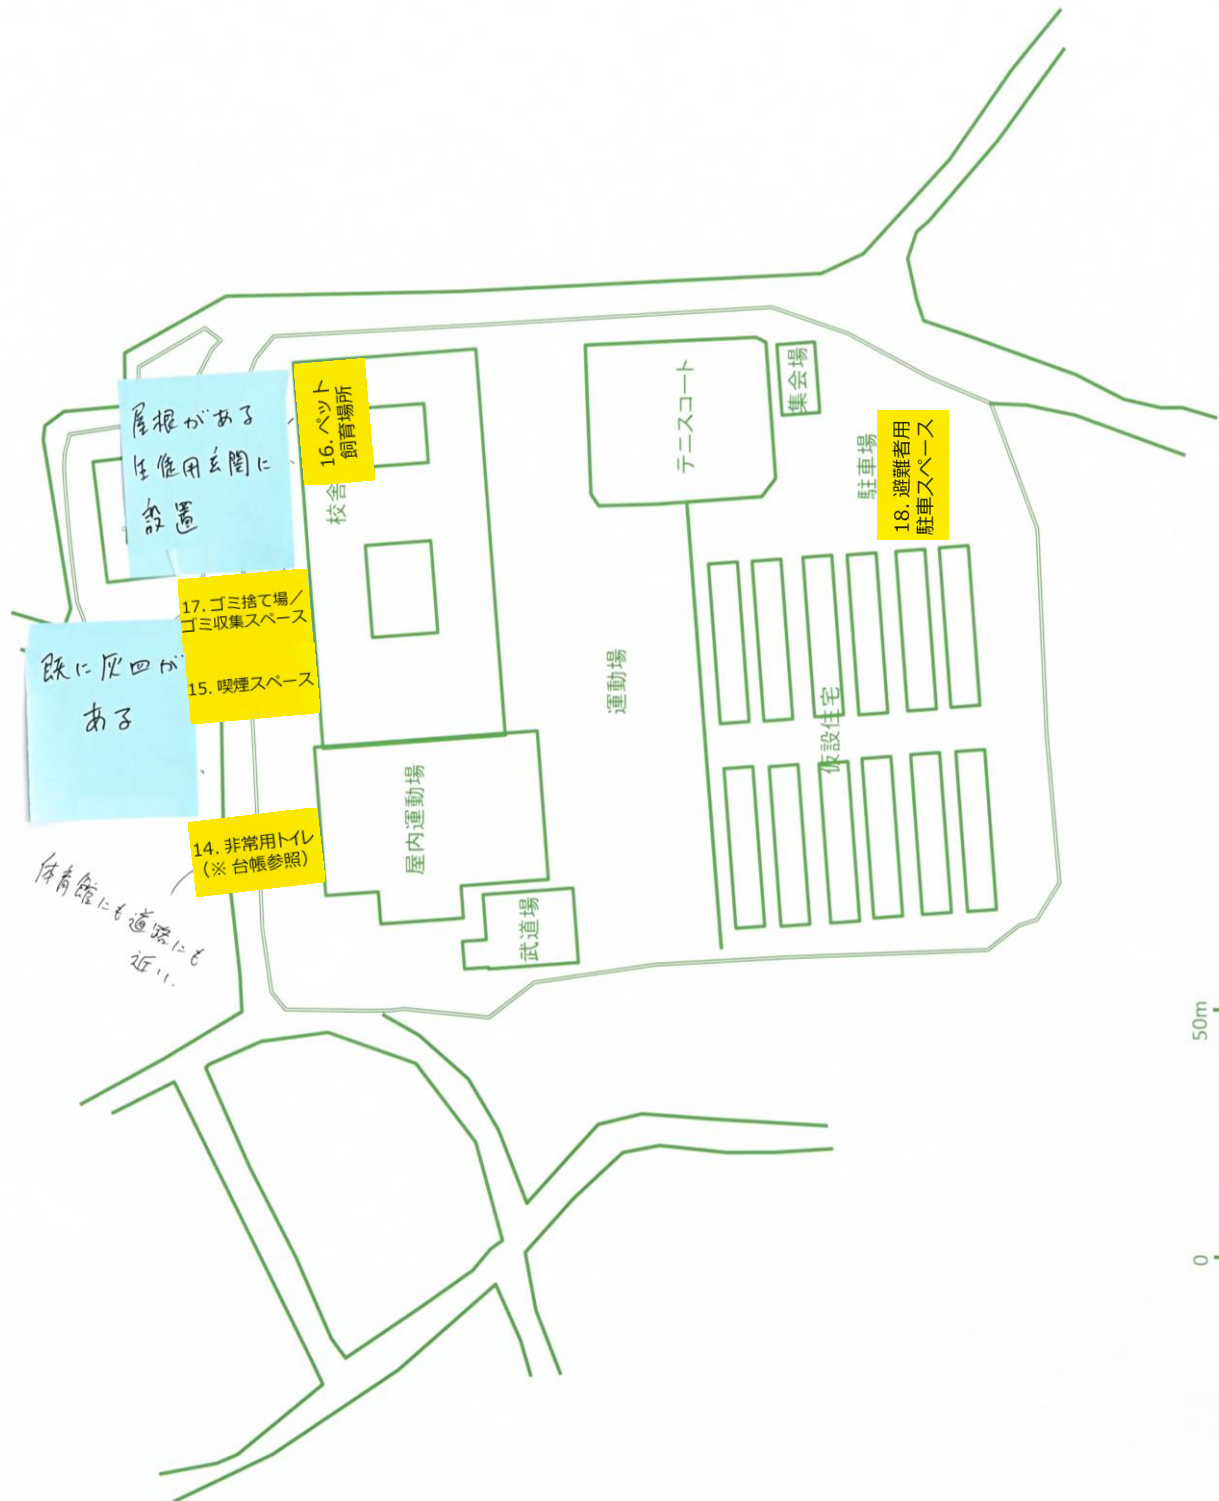 屋根がある
生徒用玄関に
設置
16. ペット
飼育場所
校舎
テニスコート
集会場
駐車場
18. 避難者用
駐車スペース
17. ゴミ捨て場／
ゴミ収集スペース
既に灰皿が
ある
15. 喫煙スペース
運動場
仮設住宅
14. 非常用トイレ
（※ 台帳参照）
屋内運動場
武道場
体育館にも道路にも
近い.
50m
0